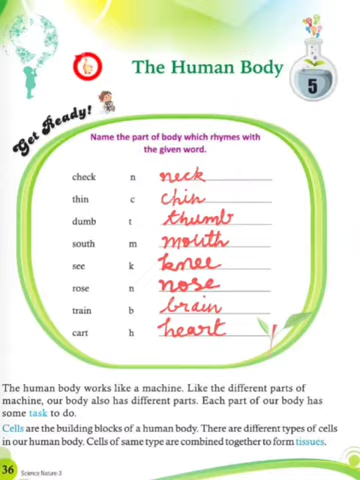 The Human Body
5
Get Ready!
Name the part of body which rhymes with
the given word.
check n neck
thin c chin
dumb t thumb
south m mouth
see k knee
rose n nose
train b brain
cart h heart
The human body works like a machine. Like the different parts of
machine, our body also has different parts. Each part of our body has
some task to do.
Cells are the building blocks of a human body. There are different types of cells
in our human body. Cells of same type are combined together to form tissues.
36 Science Nature 3